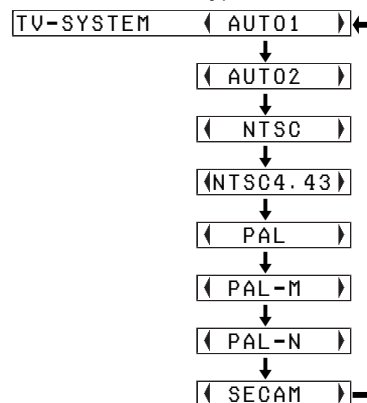 TV-SYSTEM AUTO1
AUTO2
NTSC
NTSC4.43
PAL
PAL-M
PAL-N
SECAM